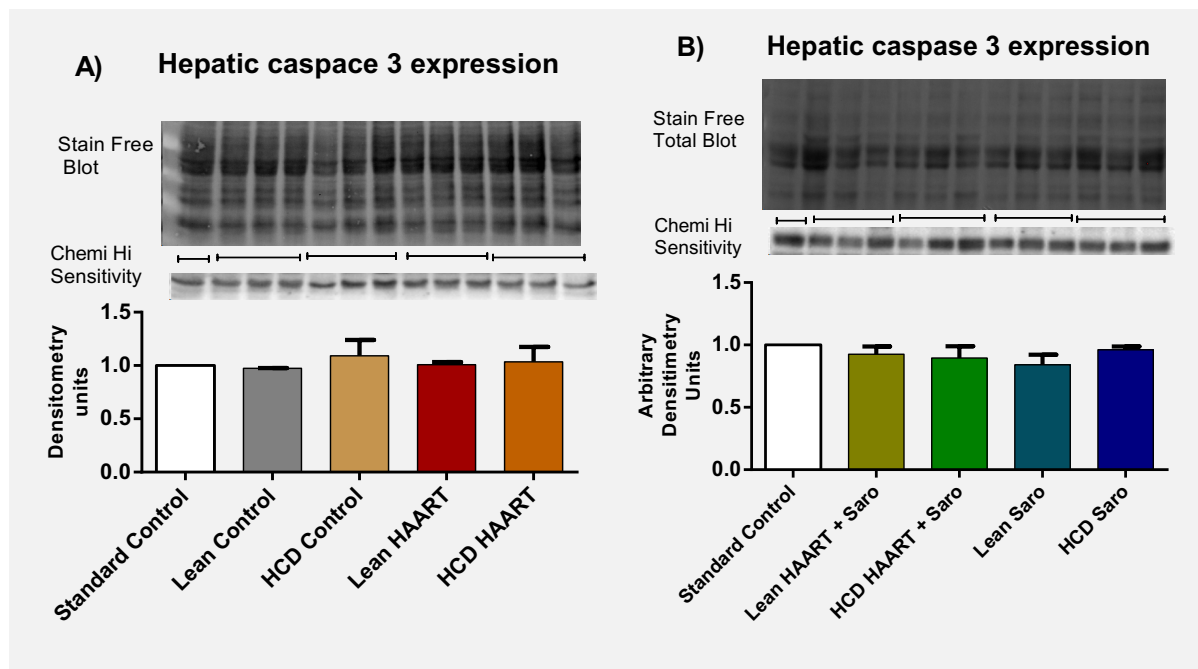 A) Hepatic caspace 3 expression
Stain Free
Blot
Chemi Hi
Sensitivity
Densitometry
units
1.5
1.0
0.5
0.0
Standard Control
Lean Control
HCD Control
Lean HAART
HCD HAART
B) Hepatic caspase 3 expression
Stain Free
Total Blot
Chemi Hi
Sensitivity
Arbitrary
Densitimetry
Units
1.5
1.0
0.5
0.0
Standard Control
Lean HAART + Saro
HCD HAART + Saro
Lean Saro
HCD Saro